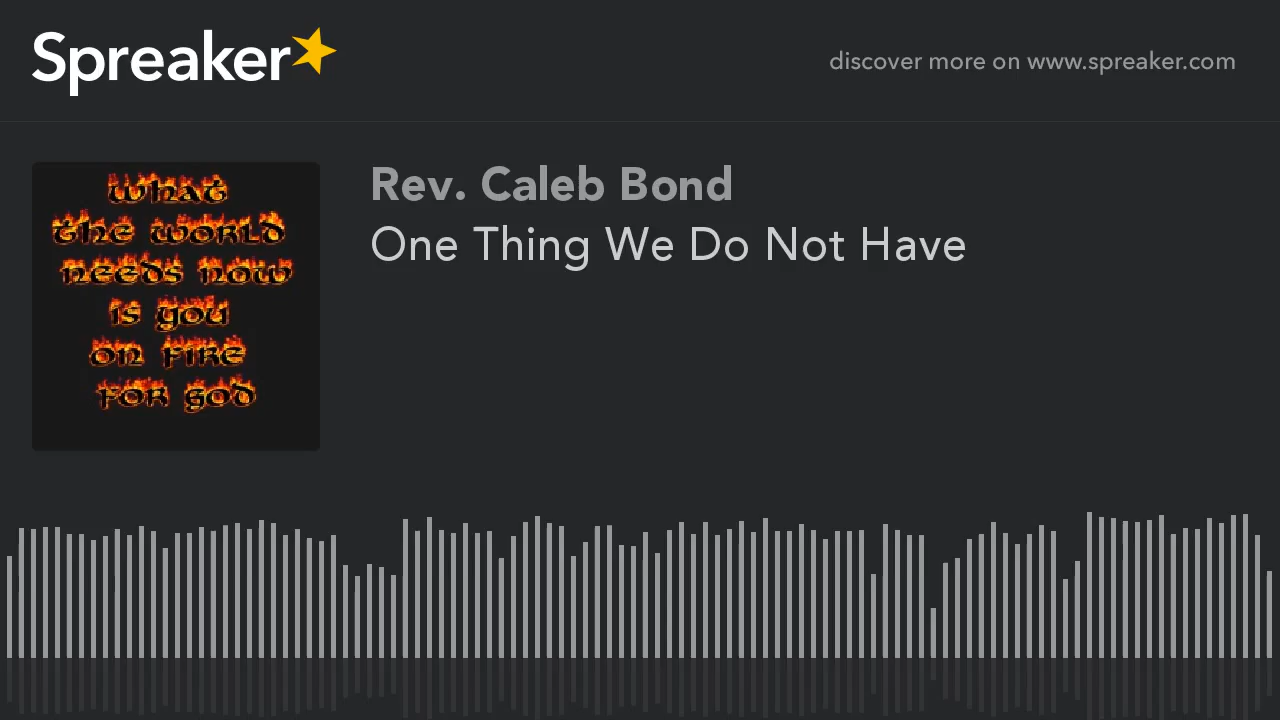 Spreaker
discover more on www.spreaker.com
what
the world
needs now
is you
on fire
for god
Rev. Caleb Bond
One Thing We Do Not Have